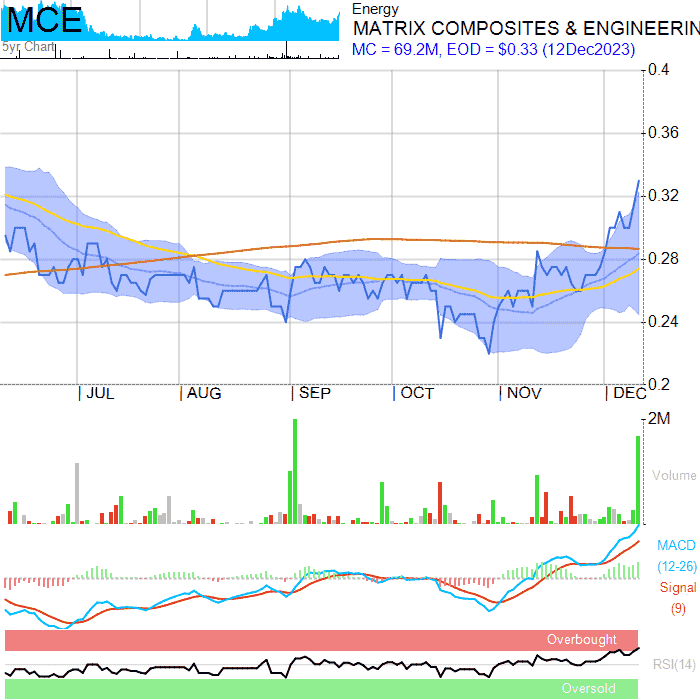 MCE
5yr Chart
Energy
MATRIX COMPOSITES & ENGINEERIN
MC = 69.2M, EOD = $0.33 (12Dec2023)
0.4
0.36
0.32
0.28
0.24
0.2
| JUL | AUG | SEP | OCT | NOV | DEC
2M
Volume
MACD
(12-26)
Signal
(9)
Overbought
RSI(14)
Oversold